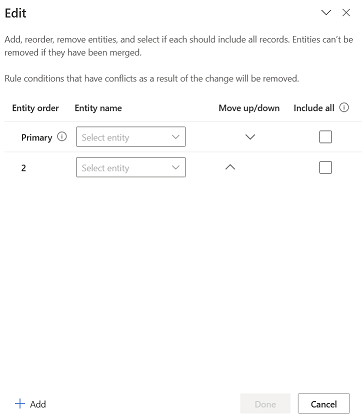 Edit
Add, reorder, remove entities, and select if each should include all records. Entities can't be
removed if they have been merged.
Rule conditions that have conflicts as a result of the change will be removed.
Entity order Entity name Move up/down Include all
Primary Select entity
2 Select entity
Add Done Cancel